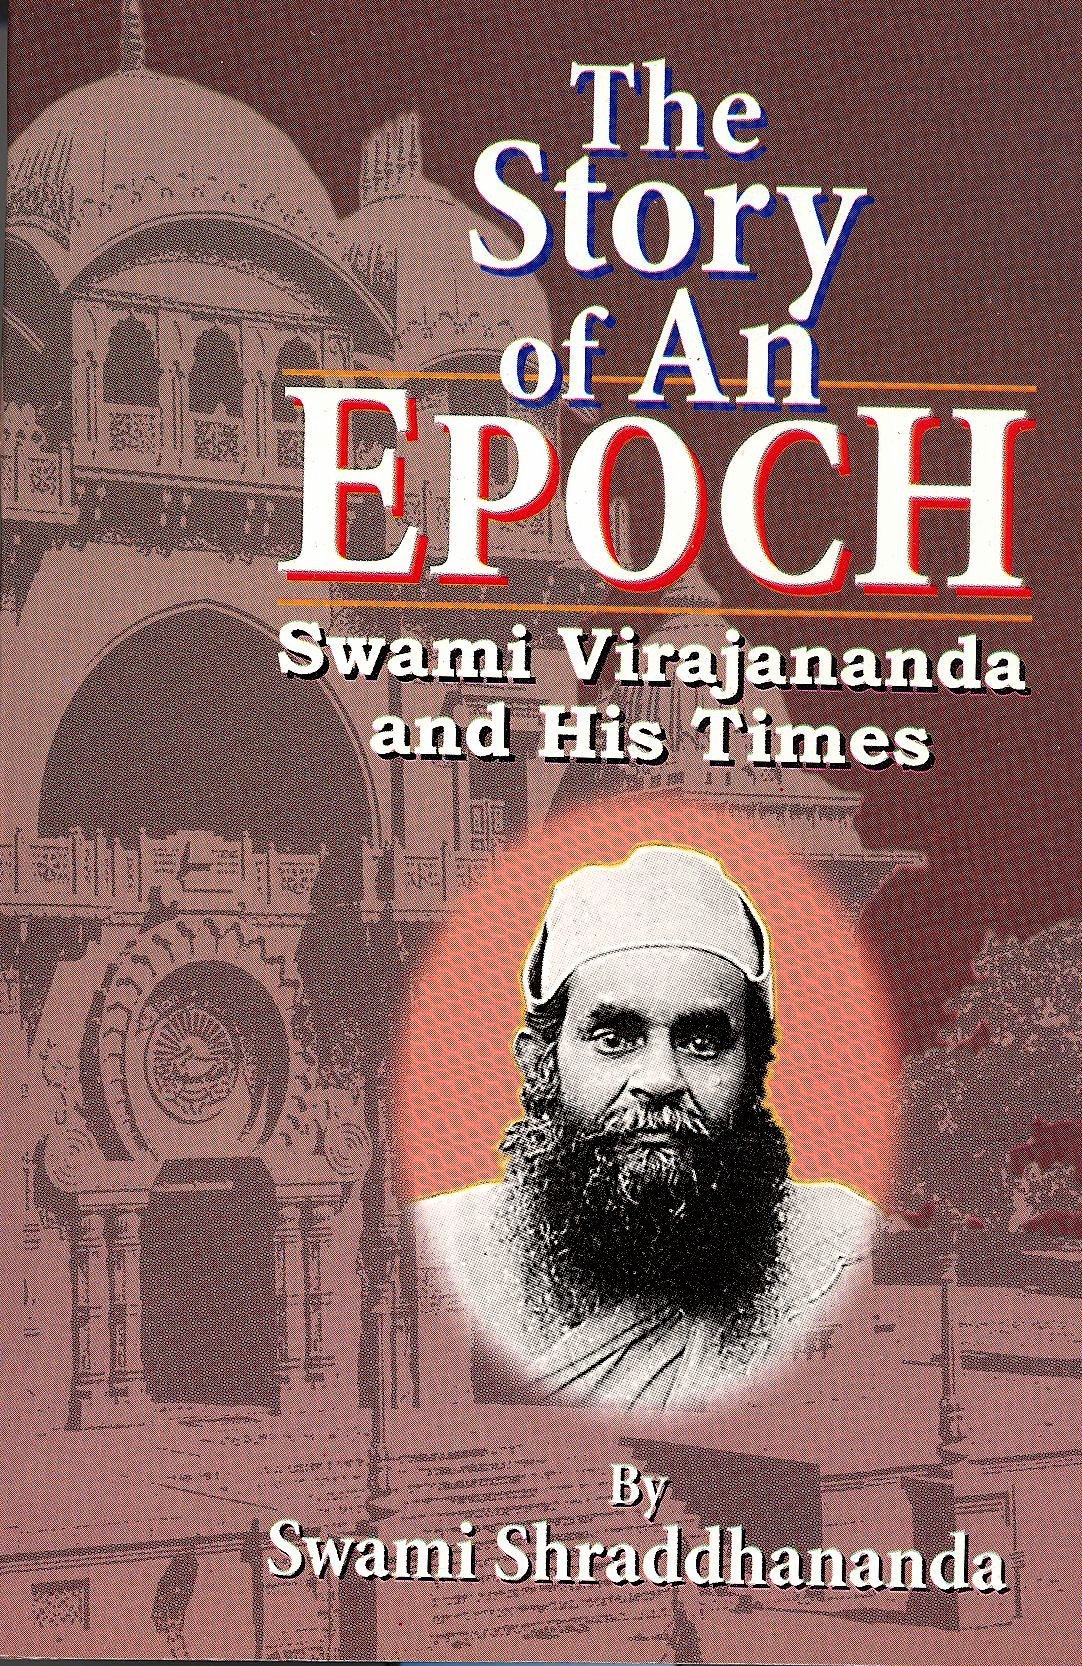 The
Story
of An
EPOCH
Swami Virajananda
and His Times
By
Swami Shraddhananda